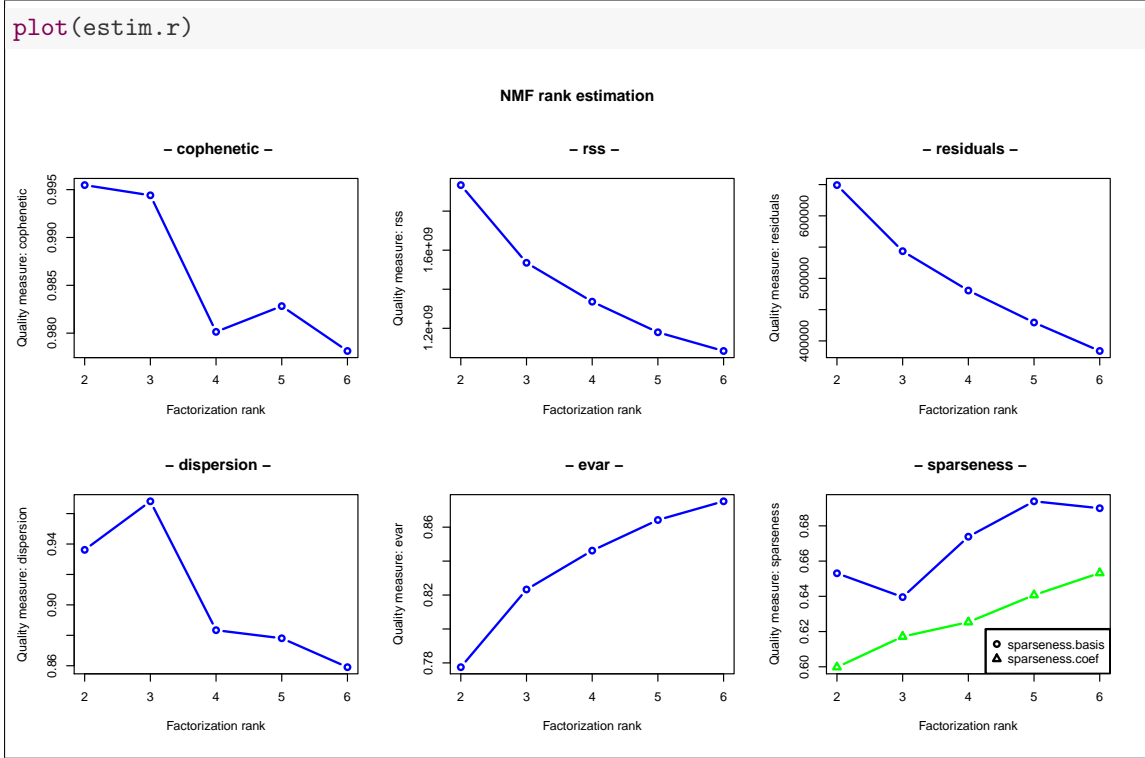 plot(estim.r)
NMF rank estimation
– cophenetic –
Quality measure: cophenetic
0.980 0.985 0.990 0.995
2 3 4 5 6
Factorization rank
– rss –
Quality measure: rss
1.2e+09 1.6e+09
2 3 4 5 6
Factorization rank
– residuals –
Quality measure: residuals
400000 500000 600000
2 3 4 5 6
Factorization rank
– dispersion –
Quality measure: dispersion
0.86 0.90 0.94
2 3 4 5 6
Factorization rank
– evar –
Quality measure: evar
0.78 0.82 0.86
2 3 4 5 6
Factorization rank
– sparseness –
Quality measure: sparseness
0.60 0.62 0.64 0.66 0.68
sparseness.basis
sparseness.coef
2 3 4 5 6
Factorization rank